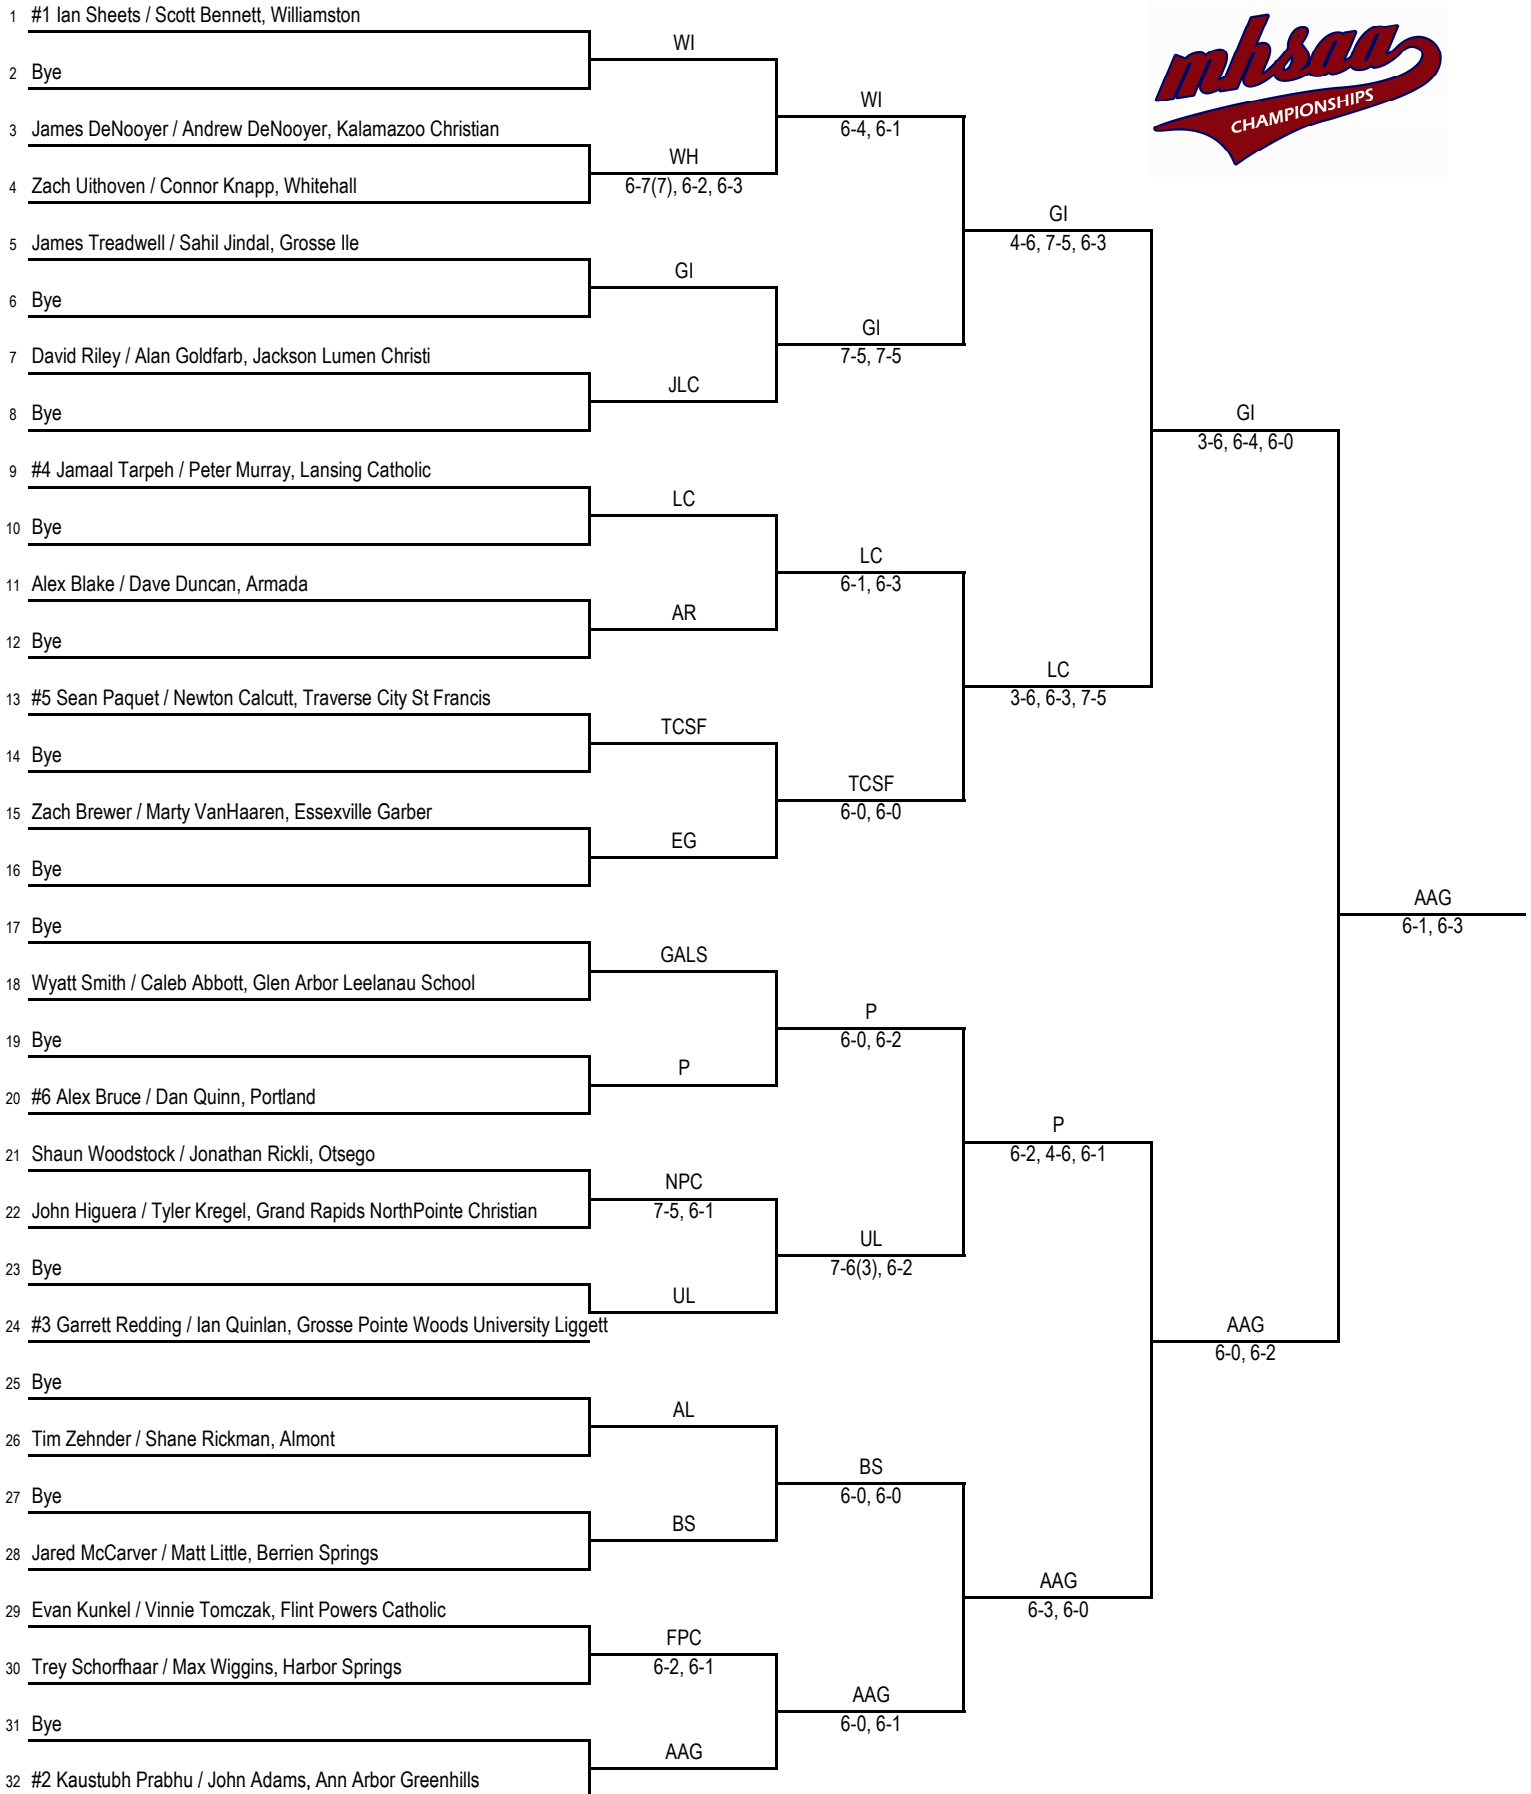 1 #1 Ian Sheets / Scott Bennett, Williamston
WI
2 Bye
WI
6-4, 6-1
3 James DeNooyer / Andrew DeNooyer, Kalamazoo Christian
WH
6-7(7), 6-2, 6-3
4 Zach Uithoven / Connor Knapp, Whitehall
GI
4-6, 7-5, 6-3
5 James Treadwell / Sahil Jindal, Grosse Ile
GI
6 Bye
GI
7-5, 7-5
7 David Riley / Alan Goldfarb, Jackson Lumen Christi
JLC
8 Bye
GI
3-6, 6-4, 6-0
9 #4 Jamaal Tarpeh / Peter Murray, Lansing Catholic
LC
10 Bye
LC
6-1, 6-3
11 Alex Blake / Dave Duncan, Armada
AR
12 Bye
LC
3-6, 6-3, 7-5
13 #5 Sean Paquet / Newton Calcutt, Traverse City St Francis
TCSF
14 Bye
TCSF
6-0, 6-0
15 Zach Brewer / Marty VanHaaren, Essexville Garber
EG
16 Bye
AAG
6-1, 6-3
17 Bye
GALS
18 Wyatt Smith / Caleb Abbott, Glen Arbor Leelanau School
P
6-0, 6-2
19 Bye
P
20 #6 Alex Bruce / Dan Quinn, Portland
P
6-2, 4-6, 6-1
21 Shaun Woodstock / Jonathan Rickli, Otsego
NPC
7-5, 6-1
22 John Higuera / Tyler Kregel, Grand Rapids NorthPointe Christian
UL
7-6(3), 6-2
23 Bye
UL
24 #3 Garrett Redding / Ian Quinlan, Grosse Pointe Woods University Liggett
AAG
6-0, 6-2
25 Bye
AL
26 Tim Zehnder / Shane Rickman, Almont
BS
6-0, 6-0
27 Bye
BS
28 Jared McCarver / Matt Little, Berrien Springs
AAG
6-3, 6-0
29 Evan Kunkel / Vinnie Tomczak, Flint Powers Catholic
FPC
6-2, 6-1
30 Trey Schorfhaar / Max Wiggins, Harbor Springs
AAG
6-0, 6-1
31 Bye
AAG
32 #2 Kaustubh Prabhu / John Adams, Ann Arbor Greenhills
mhsaa
CHAMPIONSHIPS